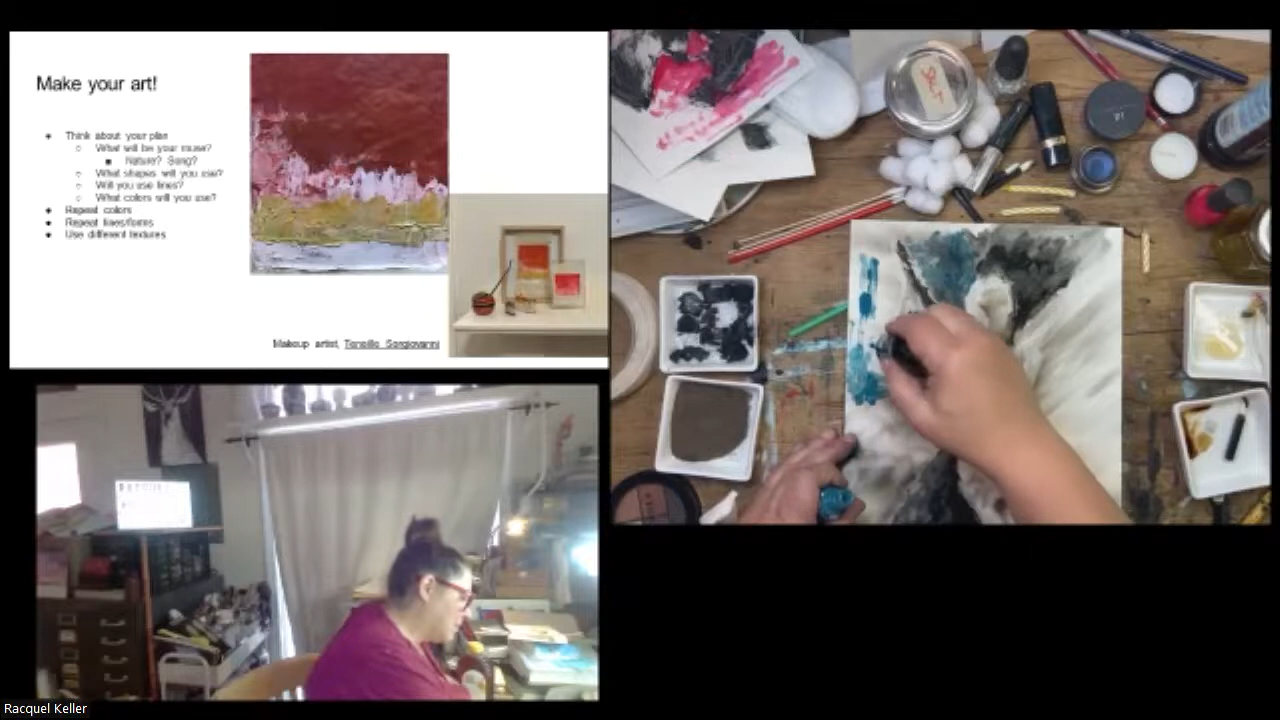 Make your art!
Think about your plan
What will be your muse?
Nature? Song?
What shapes will you use?
Will you use lines?
What colors will you use?
Repeat colors
Repeat lines/forms
Use different textures
Makeup artist,
SALT
Racquel Keller